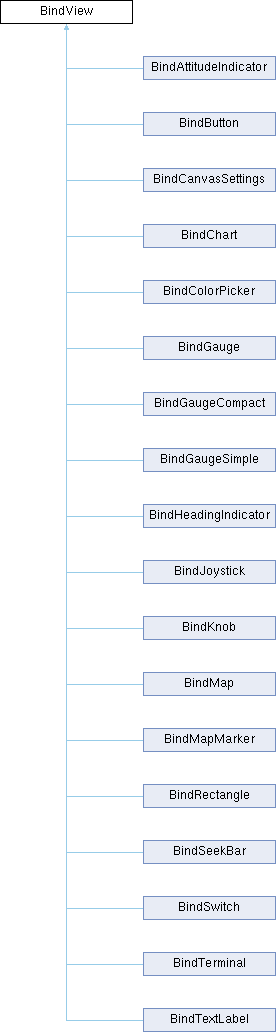 BindView
BindAttitudeIndicator
BindButton
BindCanvasSettings
BindChart
BindColorPicker
BindGauge
BindGaugeCompact
BindGaugeSimple
BindHeadingIndicator
BindJoystick
BindKnob
BindMap
BindMapMarker
BindRectangle
BindSeekBar
BindSwitch
BindTerminal
BindTextLabel